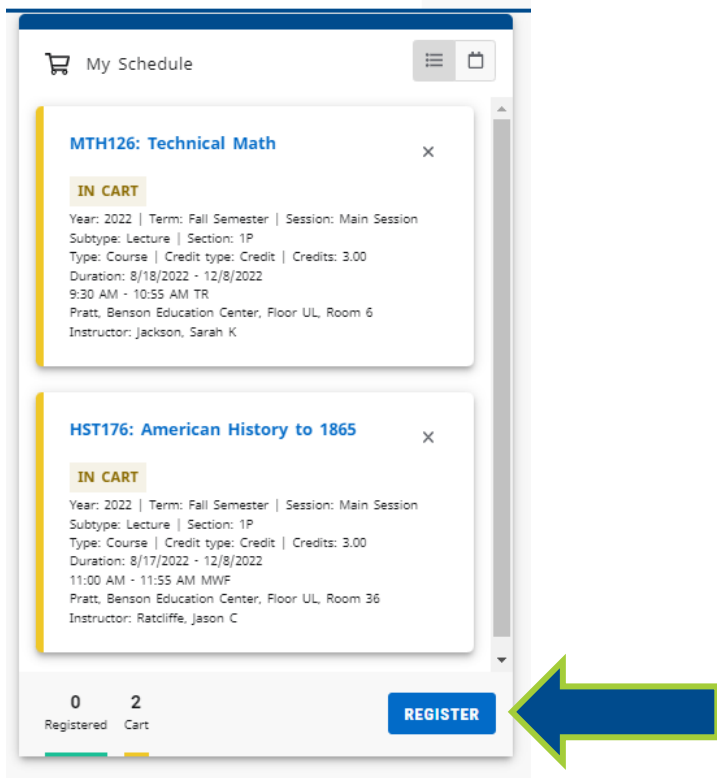 My Schedule
MTH126: Technical Math
IN CART
Year: 2022 | Term: Fall Semester | Session: Main Session
Subtype: Lecture | Section: 1P
Type: Course | Credit type: Credit | Credits: 3.00
Duration: 8/18/2022 - 12/8/2022
9:30 AM - 10:55 AM TR
Pratt, Benson Education Center, Floor UL, Room 6
Instructor: Jackson, Sarah K
HST176: American History to 1865
IN CART
Year: 2022 | Term: Fall Semester | Session: Main Session
Subtype: Lecture | Section: 1P
Type: Course | Credit type: Credit | Credits: 3.00
Duration: 8/17/2022 - 12/8/2022
11:00 AM - 11:55 AM MWF
Pratt, Benson Education Center, Floor UL, Room 36
Instructor: Ratcliffe, Jason C
0 2
Registered Cart
REGISTER